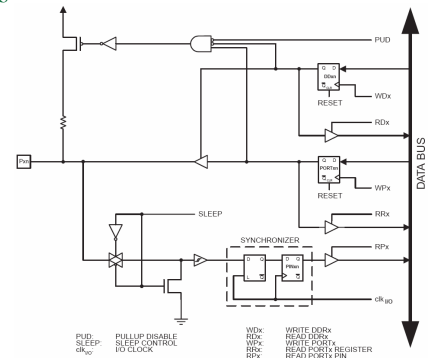 PUD
Q D
DDxn
Q CLR
WDx
RESET
RDx
Pxn
Q D
PORTxn
Q CLR
WPx
RESET
DATA BUS
SLEEP
RRx
SYNCHRONIZER
RPx
D Q
L Q
D Q
PINxn
Q
clk I/O
PUD: PULLUP DISABLE
SLEEP: SLEEP CONTROL
clkI/O: I/O CLOCK
WDx: WRITE DDRx
RDx: READ DDRx
WPx: WRITE PORTx
RRx: READ PORTx REGISTER
RPx: READ PORTx PIN